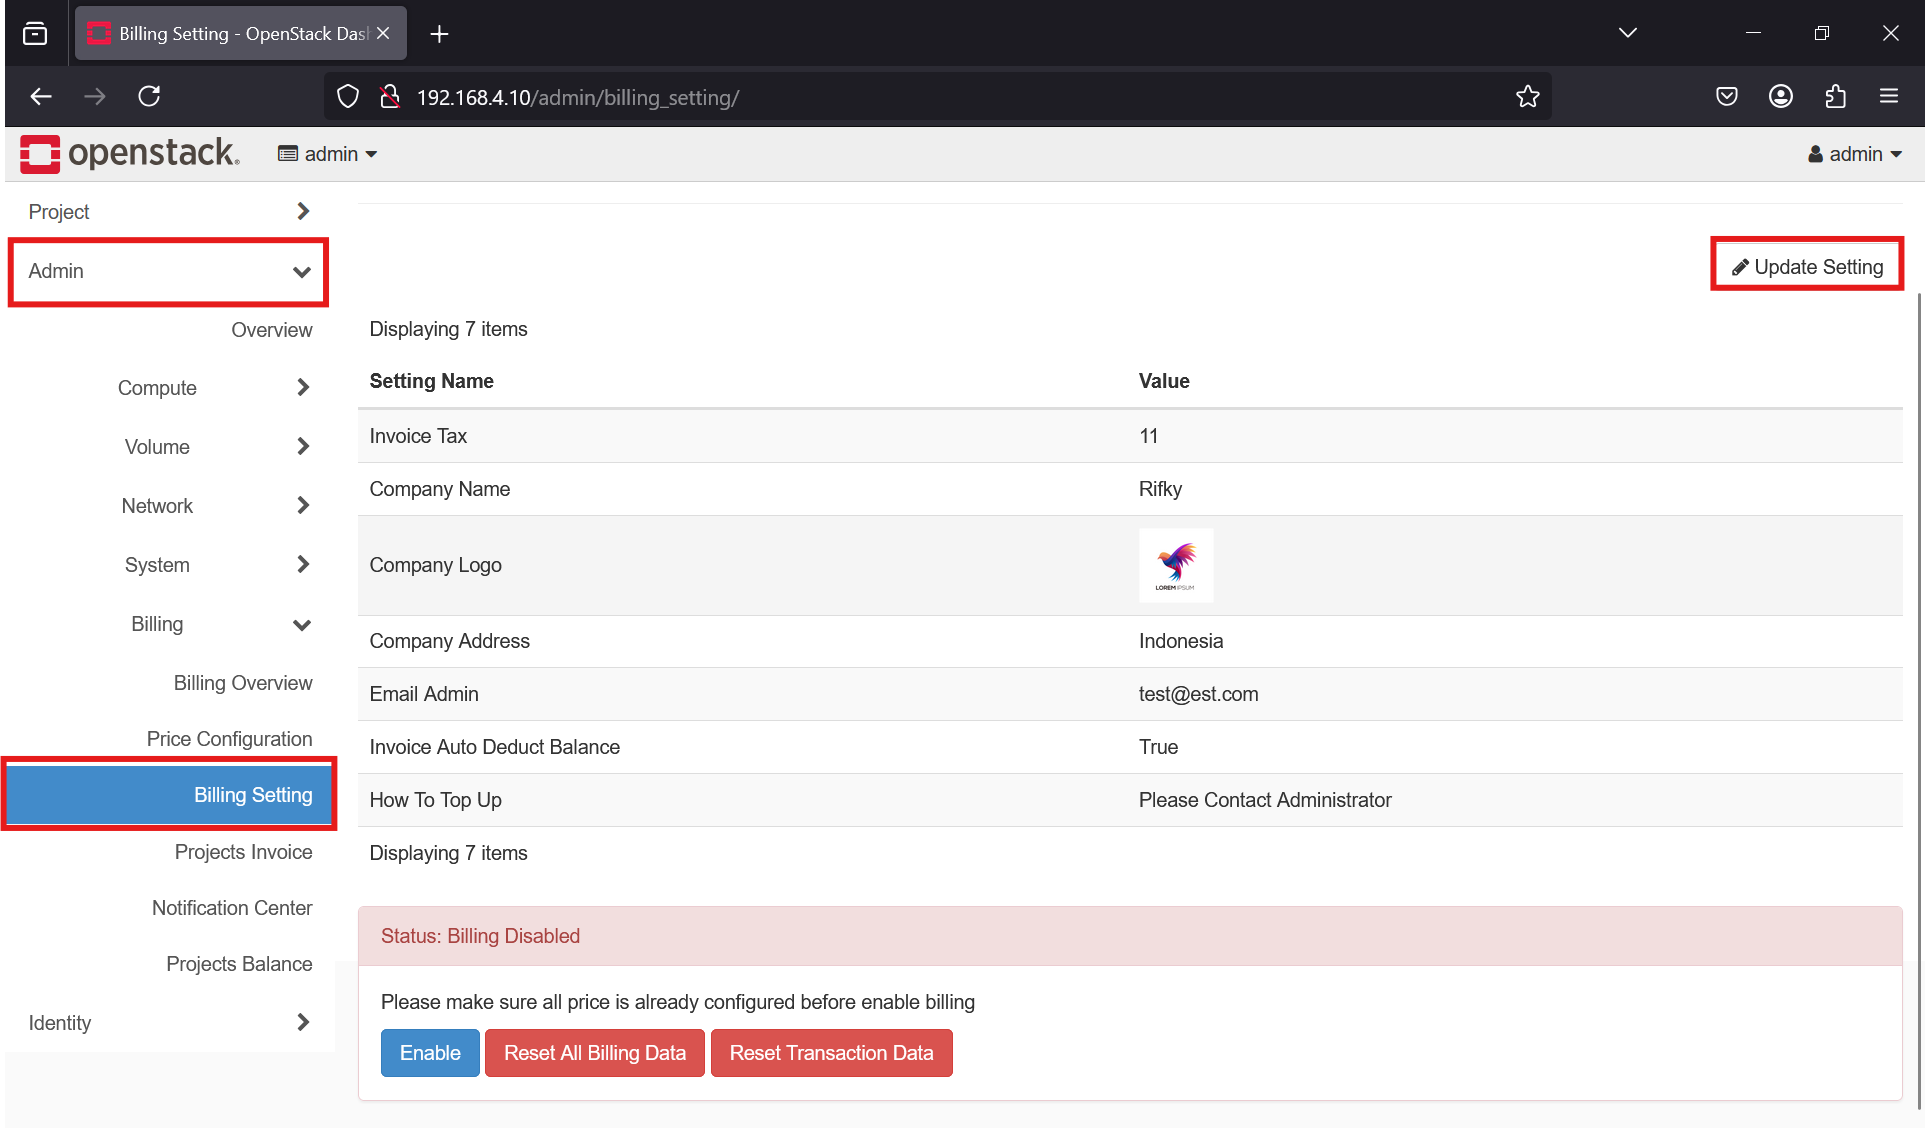 Billing Setting - OpenStack Das
192.168.4.10/admin/billing_setting/
openstack.
admin
admin
Project
Admin
Overview
Compute
Volume
Network
System
Billing
Billing Overview
Price Configuration
Billing Setting
Projects Invoice
Notification Center
Projects Balance
Identity
Update Setting
Displaying 7 items
Setting Name Value
Invoice Tax 11
Company Name Rifky
Company Logo LOREM IPSUM
Company Address Indonesia
Email Admin test@est.com
Invoice Auto Deduct Balance True
How To Top Up Please Contact Administrator
Displaying 7 items
Status: Billing Disabled
Please make sure all price is already configured before enable billing
Enable Reset All Billing Data Reset Transaction Data